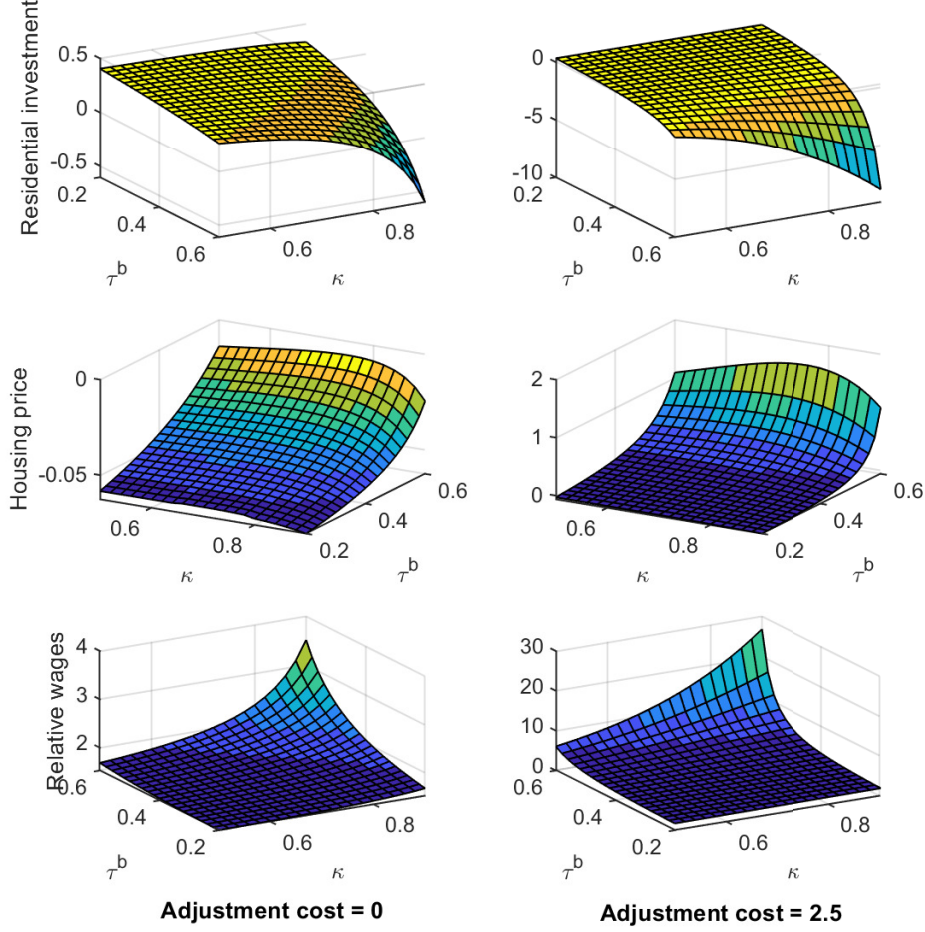 Residential investment
0.5
0
-0.5
0.2
0.4
0.6
τ^b
0.6
0.8
κ
0
-5
-10
0.2
0.4
0.6
τ^b
0.6
0.8
κ
Housing price
0
-0.05
0.6
0.8
κ
0.2
0.4
0.6
τ^b
2
1
0
0.6
0.8
κ
0.2
0.4
0.6
τ^b
Relative wages
4
3
2
0.6
0.4
0.2
τ^b
0.6
0.8
κ
30
20
10
0
0.6
0.4
0.2
τ^b
0.6
0.8
κ
Adjustment cost = 0
Adjustment cost = 2.5